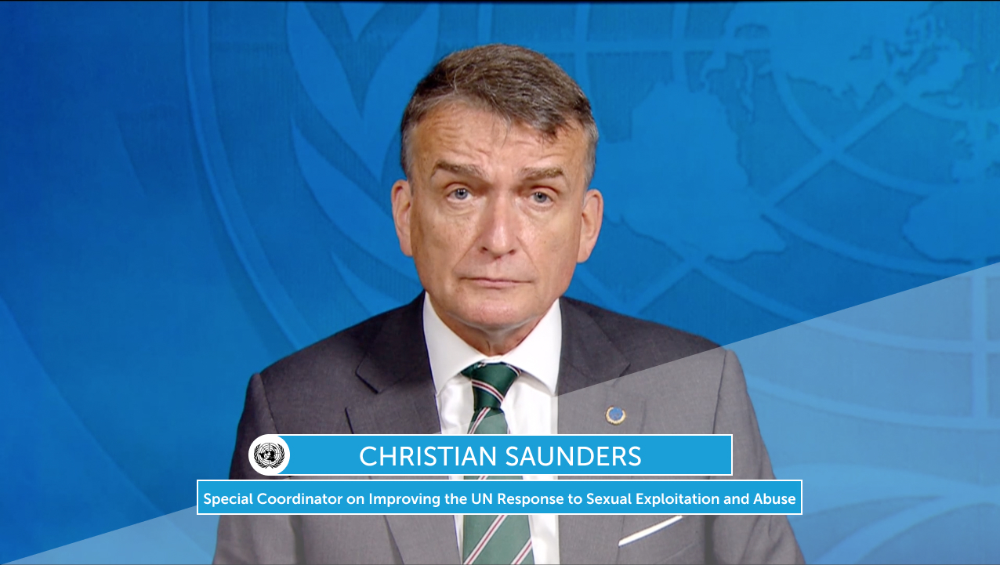 CHRISTIAN SAUNDERS
Special Coordinator on Improving the UN Response to Sexual Exploitation and Abuse